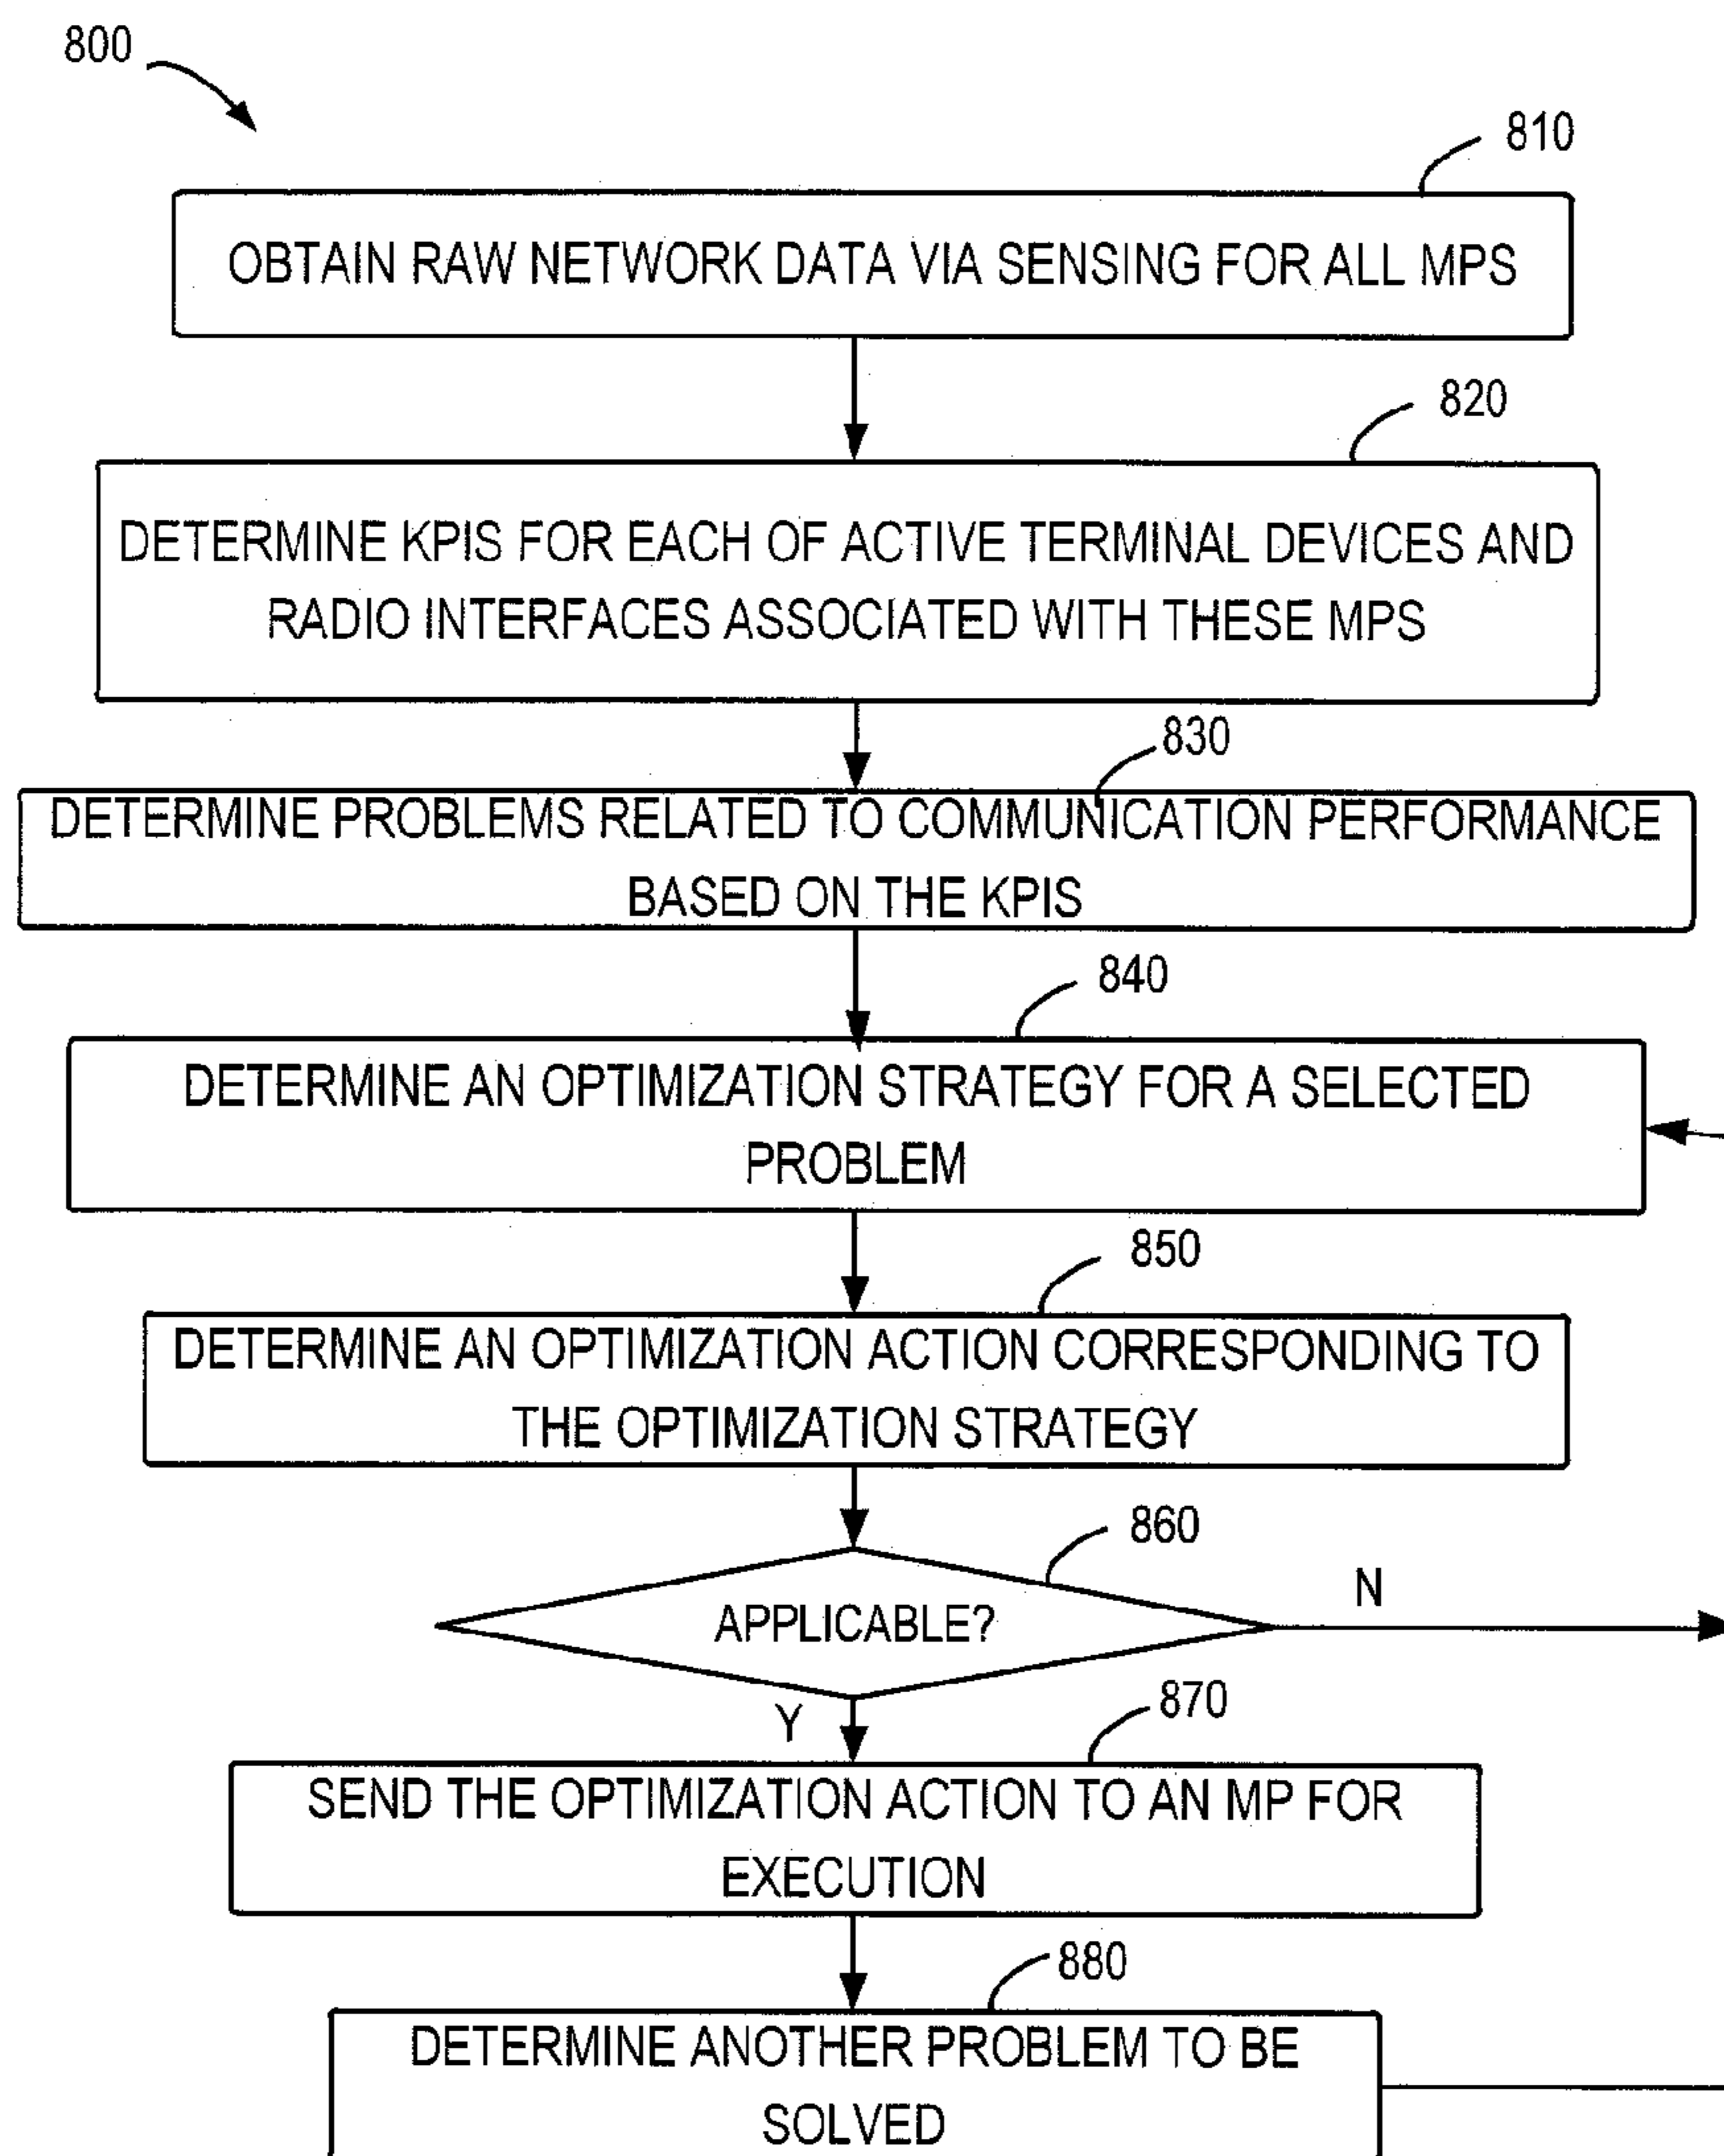 800
810
OBTAIN RAW NETWORK DATA VIA SENSING FOR ALL MPS
820
DETERMINE KPIS FOR EACH OF ACTIVE TERMINAL DEVICES AND
RADIO INTERFACES ASSOCIATED WITH THESE MPS
830
DETERMINE PROBLEMS RELATED TO COMMUNICATION PERFORMANCE
BASED ON THE KPIS
840
DETERMINE AN OPTIMIZATION STRATEGY FOR A SELECTED
PROBLEM
850
DETERMINE AN OPTIMIZATION ACTION CORRESPONDING TO
THE OPTIMIZATION STRATEGY
860
APPLICABLE?
N
Y
870
SEND THE OPTIMIZATION ACTION TO AN MP FOR
EXECUTION
880
DETERMINE ANOTHER PROBLEM TO BE
SOLVED